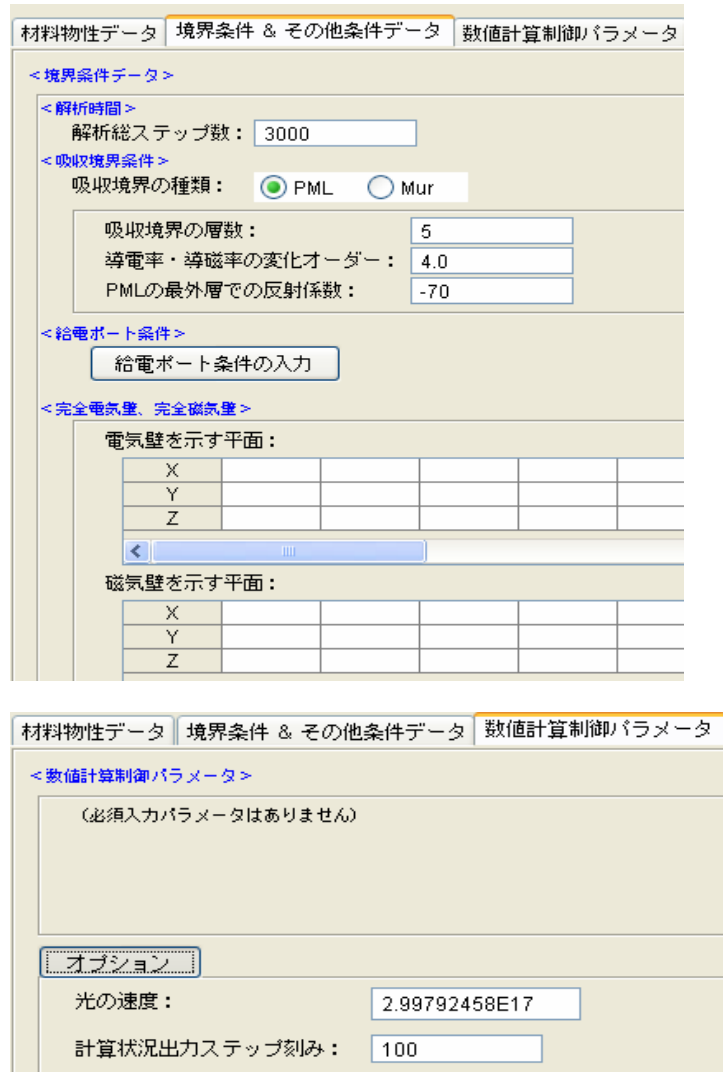 材料物性データ 境界条件 & その他条件データ 数値計算制御パラメータ
<境界条件データ>
<解析時間>
解析総ステップ数： 3000
<吸収境界条件>
吸収境界の種類： PML Mur
吸収境界の層数： 5
導電率・導磁率の変化オーダー： 4.0
PMLの最外層での反射係数： -70
<給電ポート条件>
給電ポート条件の入力
<完全電気壁、完全磁気壁>
電気壁を示す平面：
X
Y
Z
磁気壁を示す平面：
X
Y
Z
材料物性データ 境界条件 & その他条件データ 数値計算制御パラメータ
<数値計算制御パラメータ>
（必須入力パラメータはありません）
オプション
光の速度： 2.99792458E17
計算状況出力ステップ刻み： 100